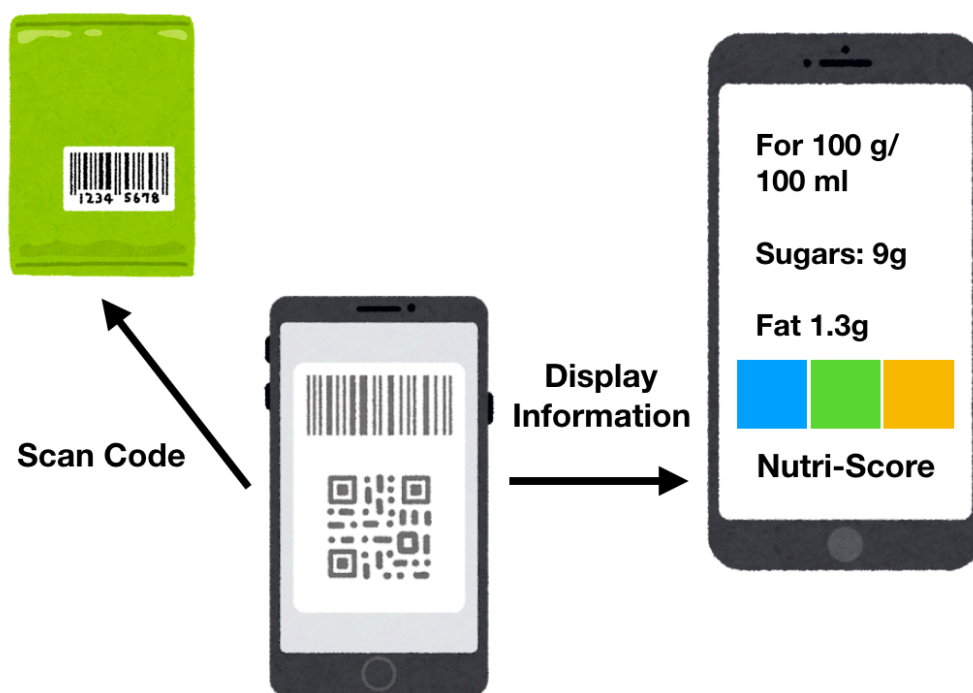 1234 5678
Scan Code
Display
Information
For 100 g/
100 ml
Sugars: 9g
Fat 1.3g
Nutri-Score